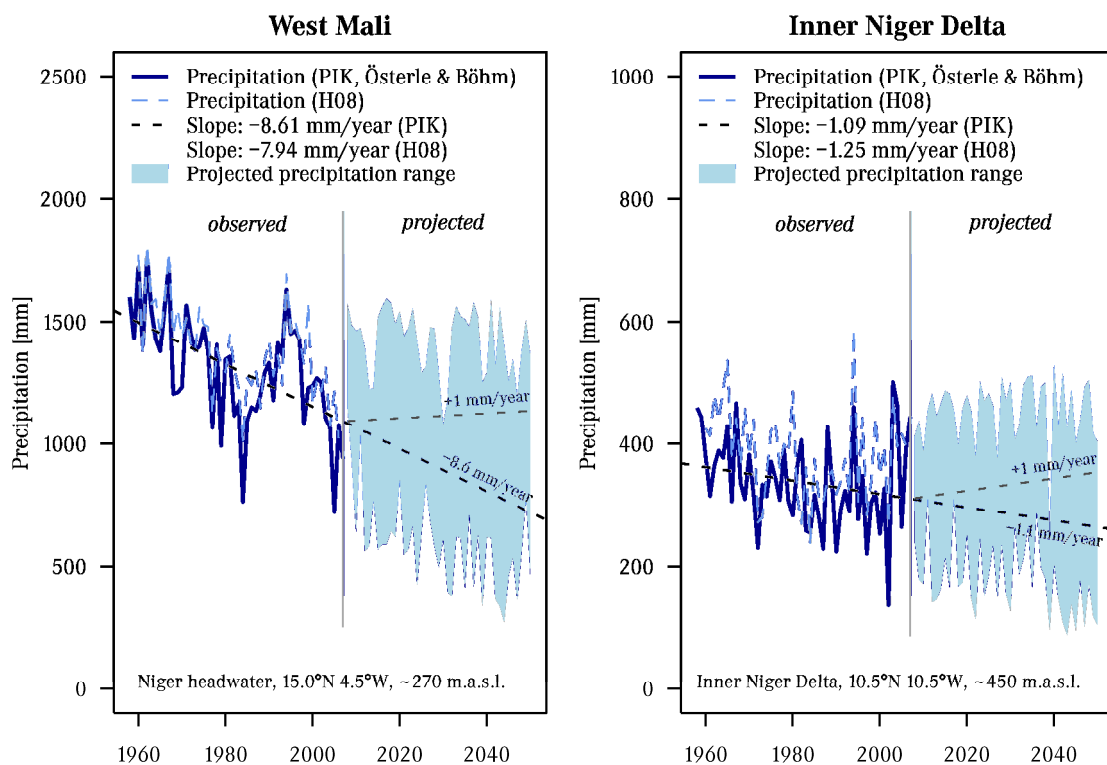 West Mali
Precipitation (PIK, Österle & Böhm)
Precipitation (H08)
Slope: −8.61 mm/year (PIK)
Slope: −7.94 mm/year (H08)
Projected precipitation range
observed
projected
+1 mm/year
−8.6 mm/year
Niger headwater, 15.0°N 4.5°W, ~270 m.a.s.l.
Precipitation [mm]
2500
2000
1500
1000
500
0
1960
1980
2000
2020
2040
Inner Niger Delta
Precipitation (PIK, Österle & Böhm)
Precipitation (H08)
Slope: −1.09 mm/year (PIK)
Slope: −1.25 mm/year (H08)
Projected precipitation range
observed
projected
+1 mm/year
−1.1 mm/year
Inner Niger Delta, 10.5°N 10.5°W, ~450 m.a.s.l.
Precipitation [mm]
1000
800
600
400
200
0
1960
1980
2000
2020
2040